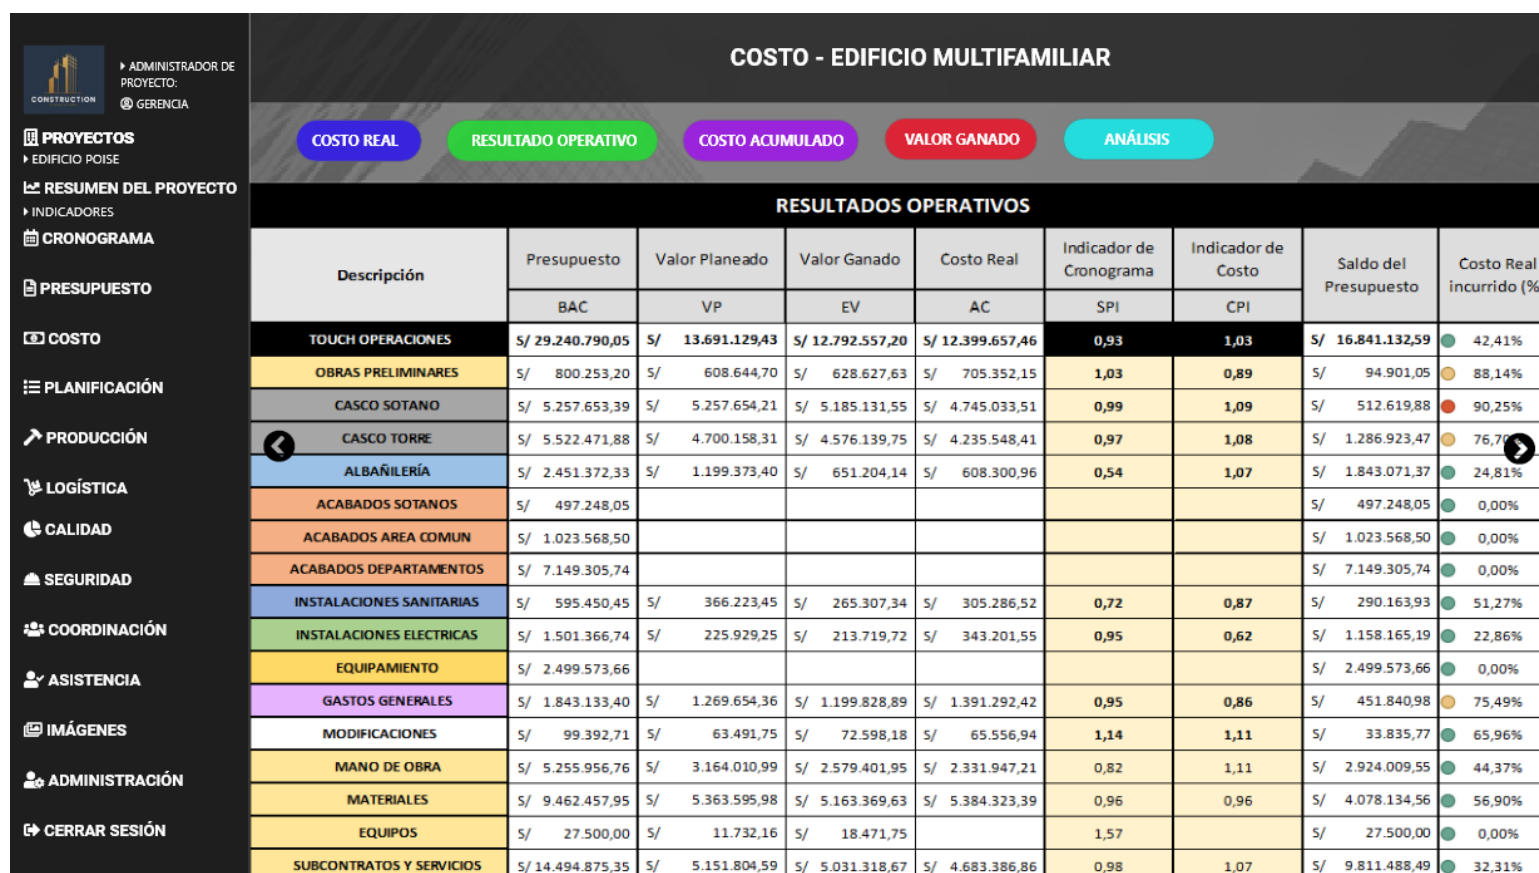 CONSTRUCTION
ADMINISTRADOR DE
PROYECTO:
GERENCIA
PROYECTOS
EDIFICIO POISE
RESUMEN DEL PROYECTO
INDICADORES
CRONOGRAMA
PRESUPUESTO
COSTO
PLANIFICACIÓN
PRODUCCIÓN
LOGÍSTICA
CALIDAD
SEGURIDAD
COORDINACIÓN
ASISTENCIA
IMÁGENES
ADMINISTRACIÓN
CERRAR SESIÓN
COSTO - EDIFICIO MULTIFAMILIAR
COSTO REAL RESULTADO OPERATIVO COSTO ACUMULADO VALOR GANADO ANÁLISIS
RESULTADOS OPERATIVOS
Descripción Presupuesto Valor Planeado Valor Ganado Costo Real Indicador de Cronograma Indicador de Costo Saldo del Presupuesto Costo Real incurrido (%
BAC VP EV AC SPI CPI
TOUCH OPERACIONES S/ 29.240.790,05 S/ 13.691.129,43 S/ 12.792.557,20 S/ 12.399.657,46 0,93 1,03 S/ 16.841.132,59 42,41%
OBRAS PRELIMINARES S/ 800.253,20 S/ 608.644,70 S/ 628.627,63 S/ 705.352,15 1,03 0,89 S/ 94.901,05 88,14%
CASCO SOTANO S/ 5.257.653,39 S/ 5.257.654,21 S/ 5.185.131,55 S/ 4.745.033,51 0,99 1,09 S/ 512.619,88 90,25%
CASCO TORRE S/ 5.522.471,88 S/ 4.700.158,31 S/ 4.576.139,75 S/ 4.235.548,41 0,97 1,08 S/ 1.286.923,47 76,70
ALBAÑILERÍA S/ 2.451.372,33 S/ 1.199.373,40 S/ 651.204,14 S/ 608.300,96 0,54 1,07 S/ 1.843.071,37 24,81%
ACABADOS SOTANOS S/ 497.248,05 S/ 497.248,05 0,00%
ACABADOS AREA COMUN S/ 1.023.568,50 S/ 1.023.568,50 0,00%
ACABADOS DEPARTAMENTOS S/ 7.149.305,74 S/ 7.149.305,74 0,00%
INSTALACIONES SANITARIAS S/ 595.450,45 S/ 366.223,45 S/ 265.307,34 S/ 305.286,52 0,72 0,87 S/ 290.163,93 51,27%
INSTALACIONES ELECTRICAS S/ 1.501.366,74 S/ 225.929,25 S/ 213.719,72 S/ 343.201,55 0,95 0,62 S/ 1.158.165,19 22,86%
EQUIPAMIENTO S/ 2.499.573,66 S/ 2.499.573,66 0,00%
GASTOS GENERALES S/ 1.843.133,40 S/ 1.269.654,36 S/ 1.199.828,89 S/ 1.391.292,42 0,95 0,86 S/ 451.840,98 75,49%
MODIFICACIONES S/ 99.392,71 S/ 63.491,75 S/ 72.598,18 S/ 65.556,94 1,14 1,11 S/ 33.835,77 65,96%
MANO DE OBRA S/ 5.255.956,76 S/ 3.164.010,99 S/ 2.579.401,95 S/ 2.331.947,21 0,82 1,11 S/ 2.924.009,55 44,37%
MATERIALES S/ 9.462.457,95 S/ 5.363.595,98 S/ 5.163.369,63 S/ 5.384.323,39 0,96 0,96 S/ 4.078.134,56 56,90%
EQUIPOS S/ 27.500,00 S/ 11.732,16 S/ 18.471,75 1,57 S/ 27.500,00 0,00%
SUBCONTRATOS Y SERVICIOS S/ 14.494.875,35 S/ 5.151.804,59 S/ 5.031.318,67 S/ 4.683.386,86 0,98 1,07 S/ 9.811.488,49 32,31%